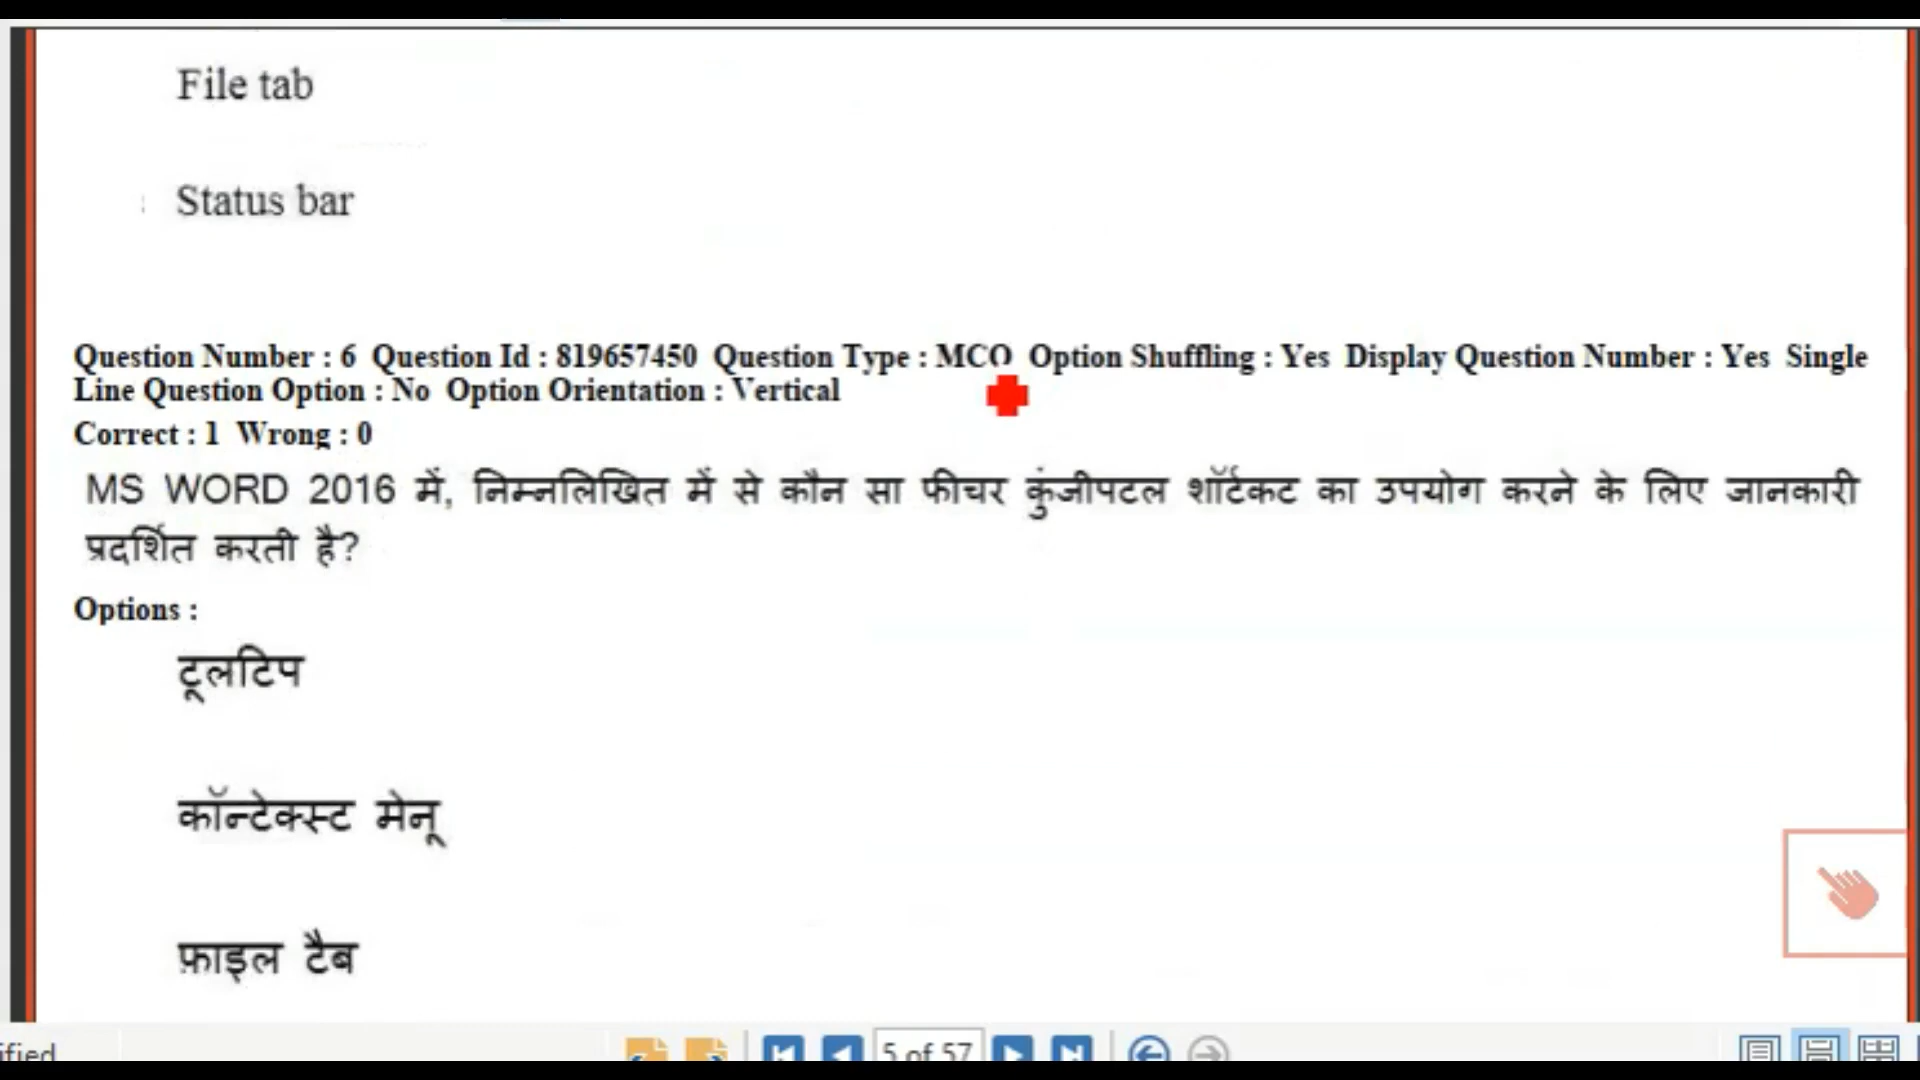 File tab
Status bar
Question Number : 6 Question Id : 819657450 Question Type : MCQ Option Shuffling : Yes Display Question Number : Yes Single
Line Question Option : No Option Orientation : Vertical
Correct : 1 Wrong : 0
MS WORD 2016 में, निम्नलिखित में से कौन सा फीचर कुंजीपटल शॉर्टकट का उपयोग करने के लिए जानकारी
प्रदर्शित करती है?
Options :
टूलटिप
कॉन्टेक्स्ट मेनू
फ़ाइल टैब
ified
5 of 57